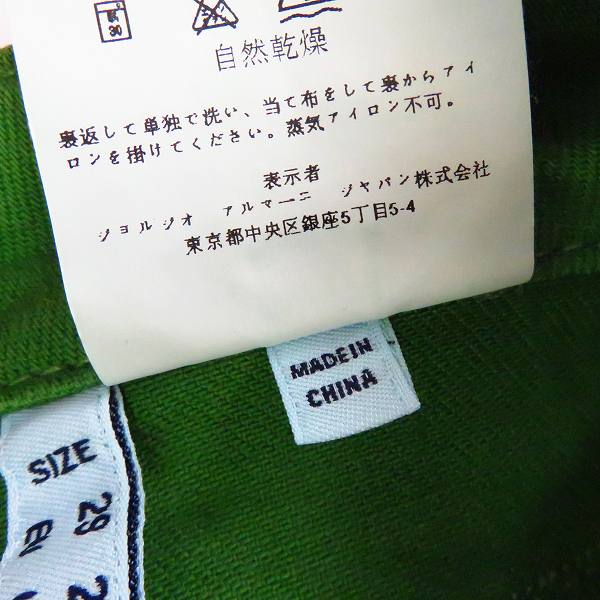 30
自然乾燥
裏返して単独で洗い、当て布をして裏からアイ
ロンを掛けてください。蒸気アイロン不可。
表示者
ジョルジオ アルマーニ ジャパン株式会社
東京都中央区銀座5丁目5-4
MADE IN
CHINA
SIZE
29